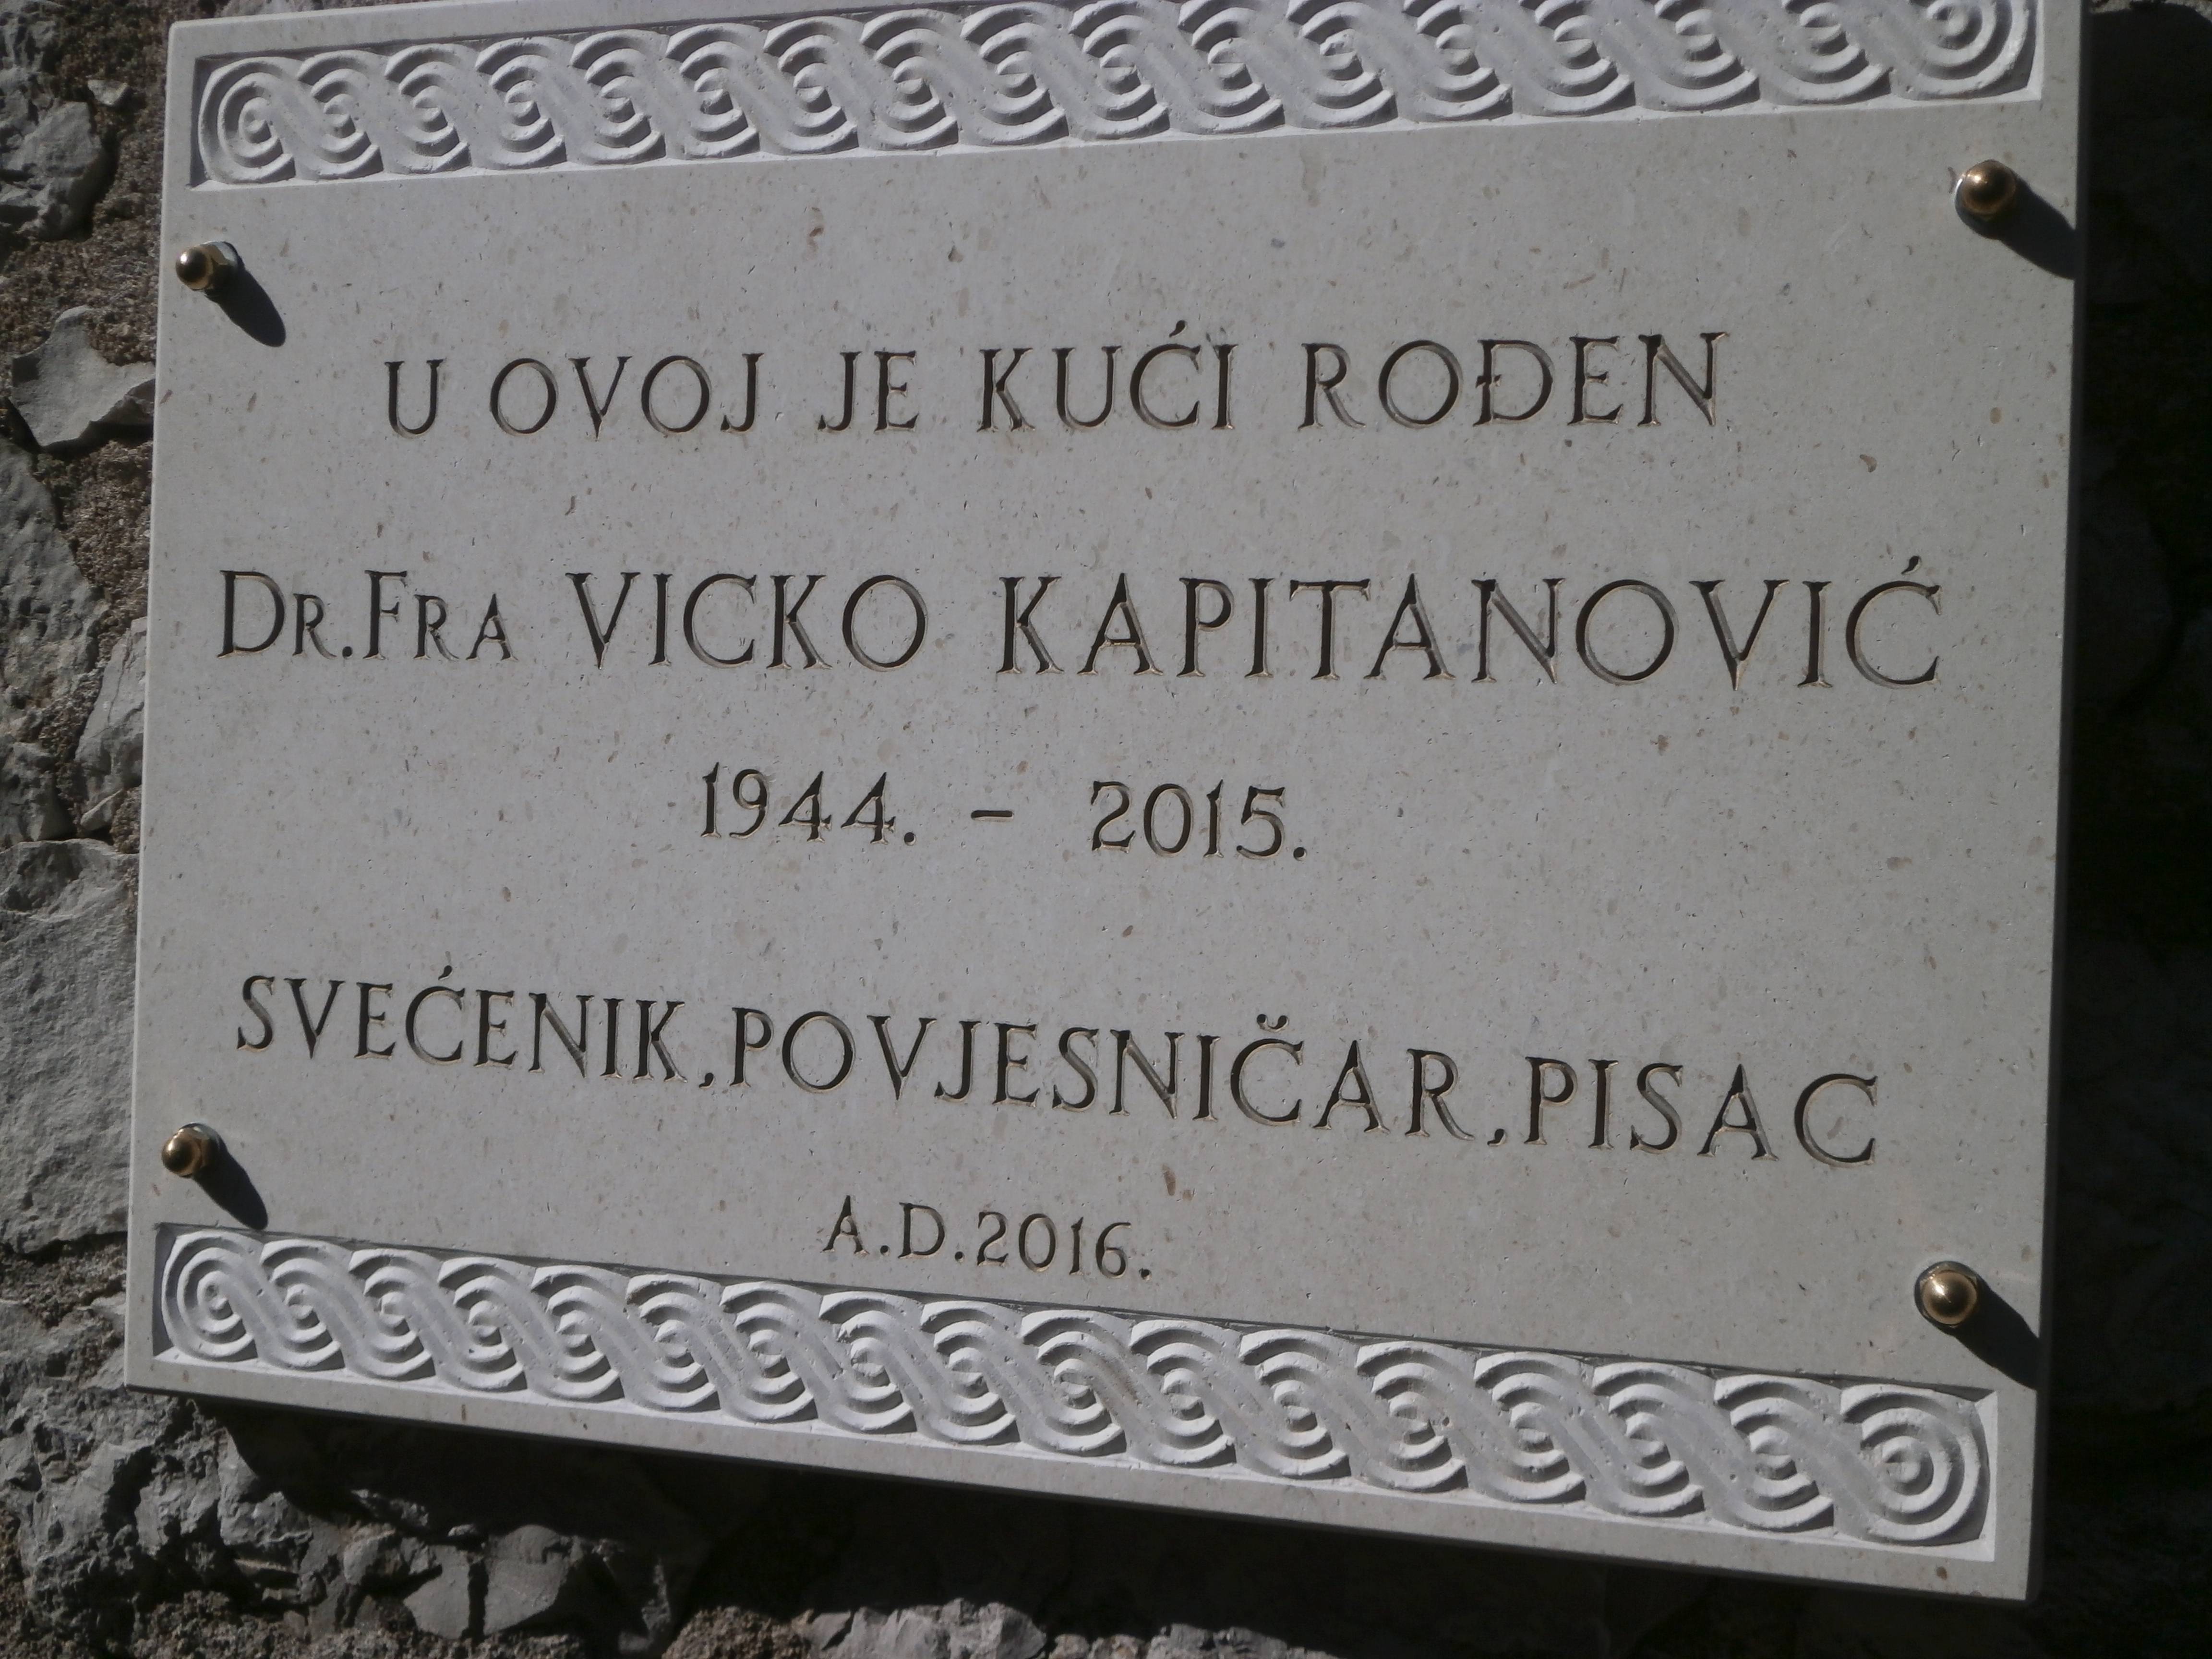 U OVOJ JE KUĆI ROĐEN
DR. FRA VICKO KAPITANOVIĆ
1944. - 2015.
SVEĆENIK, POVJESNIČAR, PISAC
A.D. 2016.